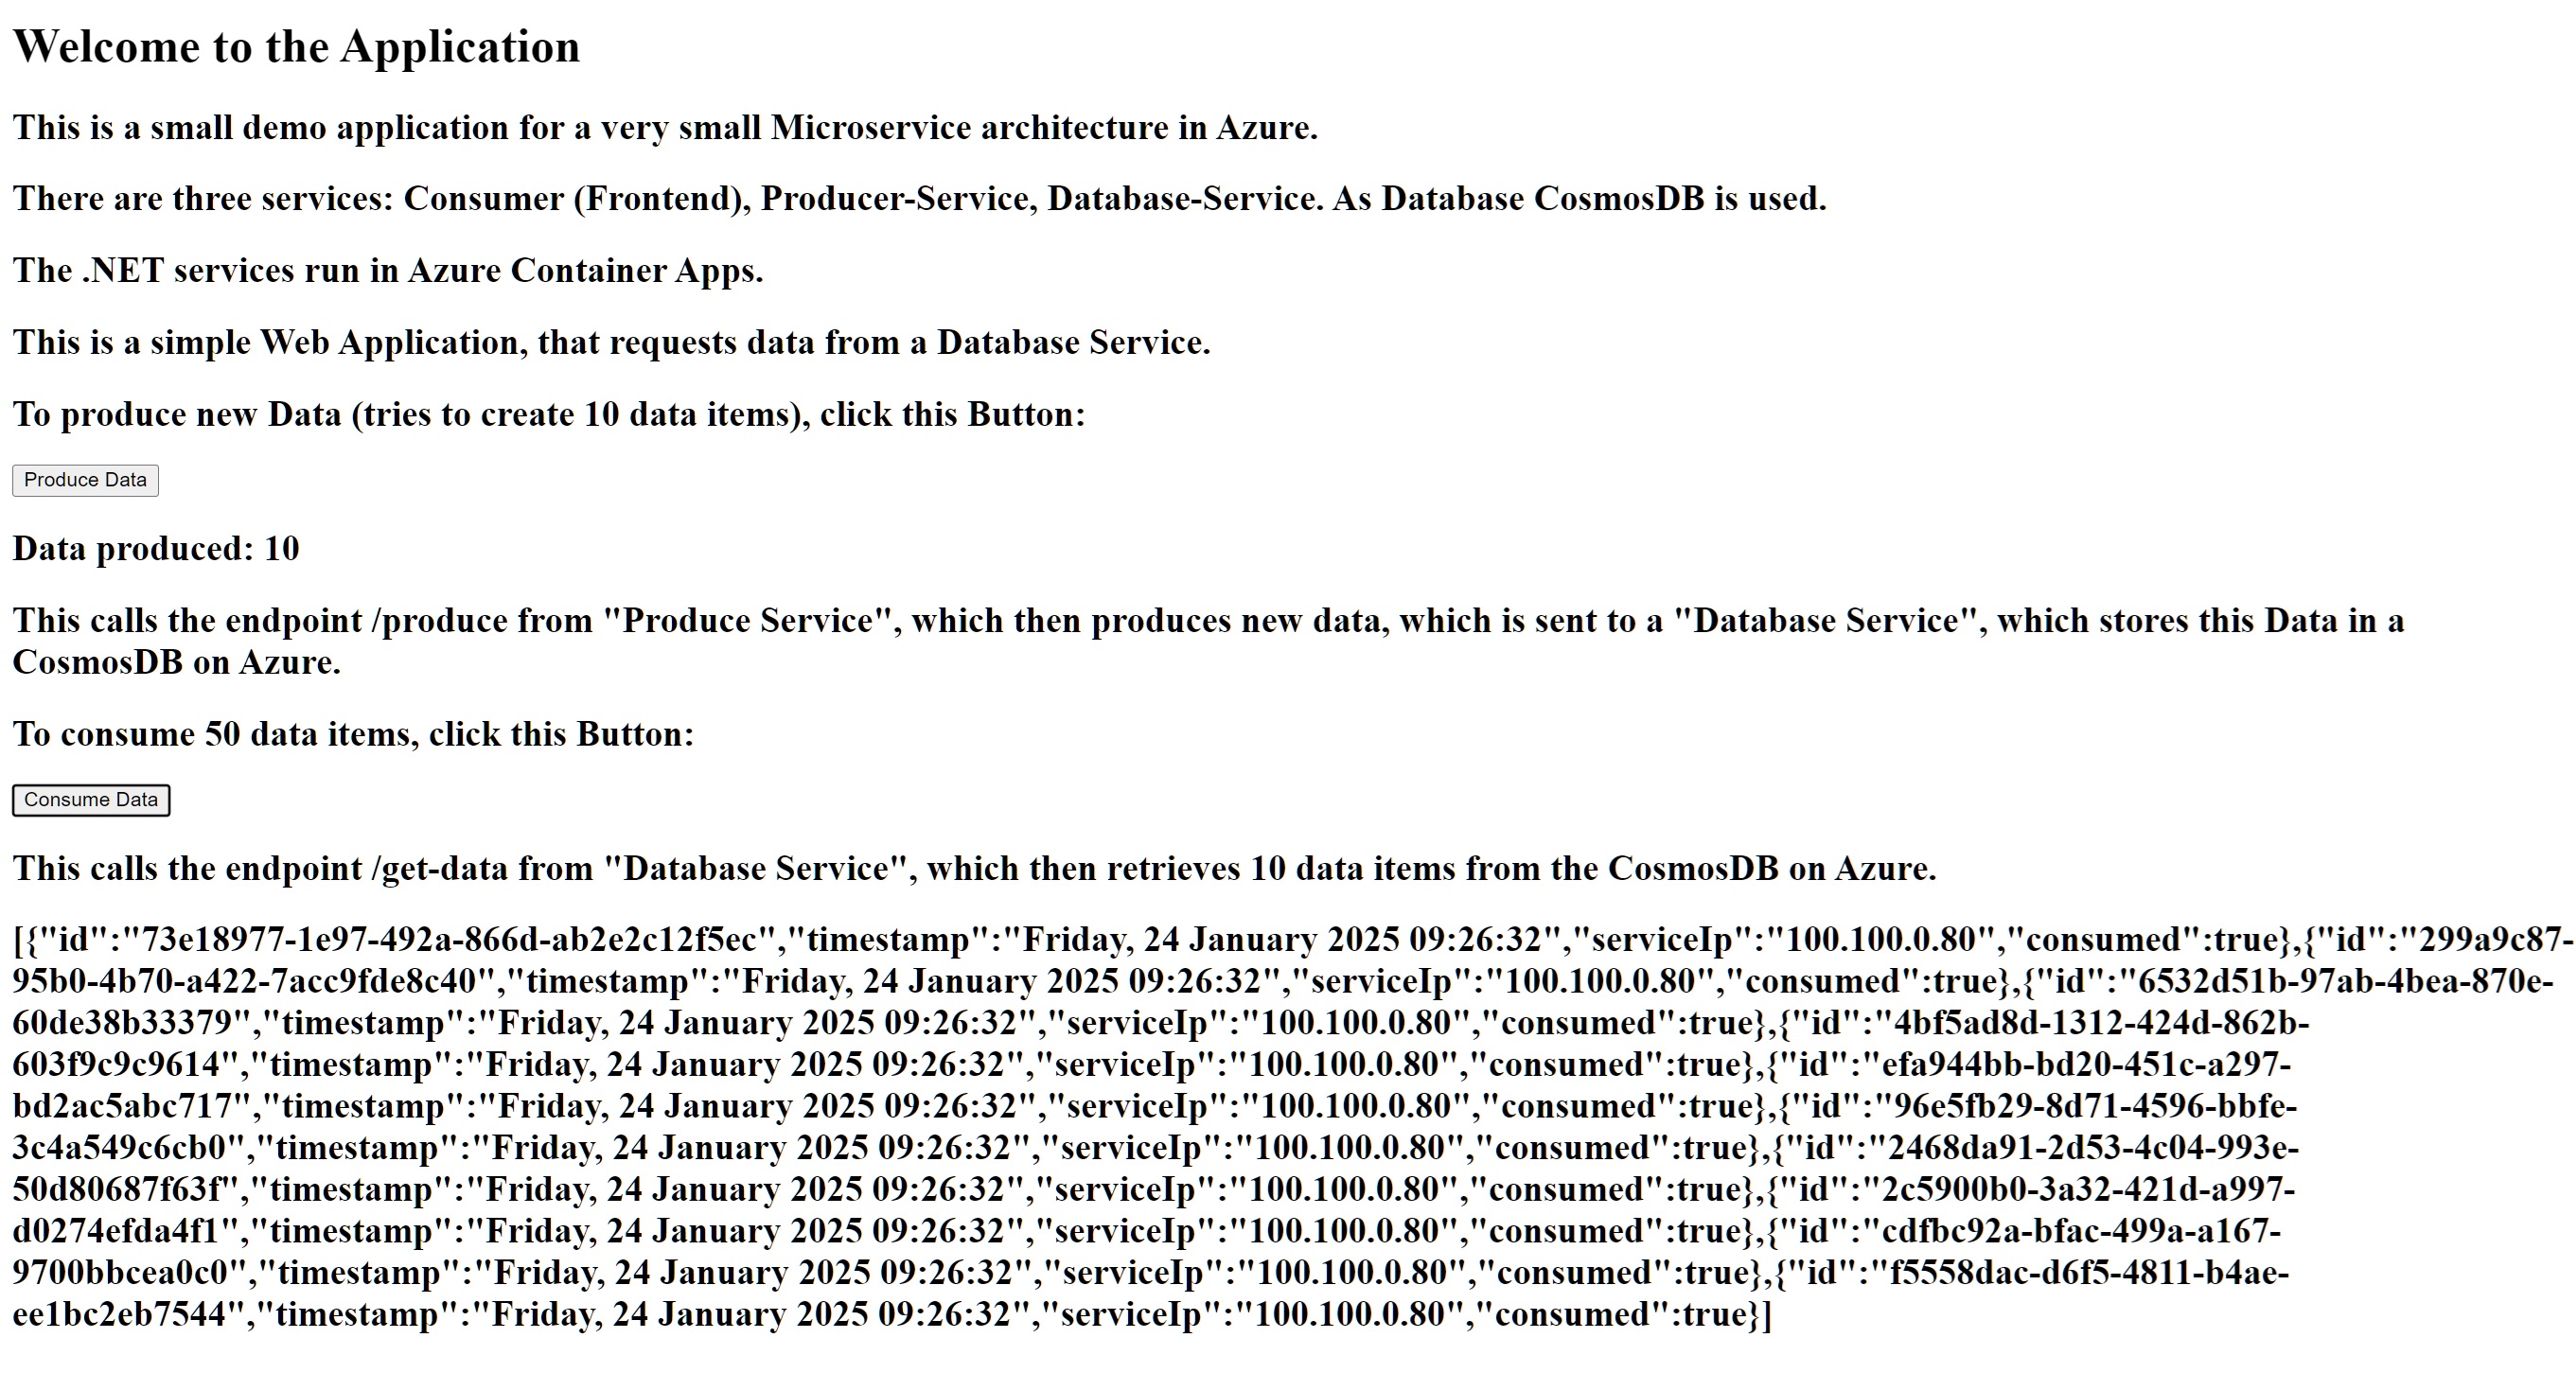 Welcome to the Application
This is a small demo application for a very small Microservice architecture in Azure.
There are three services: Consumer (Frontend), Producer-Service, Database-Service. As Database CosmosDB is used.
The .NET services run in Azure Container Apps.
This is a simple Web Application, that requests data from a Database Service.
To produce new Data (tries to create 10 data items), click this Button:
Produce Data
Data produced: 10
This calls the endpoint /produce from "Produce Service", which then produces new data, which is sent to a "Database Service", which stores this Data in a
CosmosDB on Azure.
To consume 50 data items, click this Button:
Consume Data
This calls the endpoint /get-data from "Database Service", which then retrieves 10 data items from the CosmosDB on Azure.
[{"id":"73e18977-1e97-492a-866d-ab2e2c12f5ec","timestamp":"Friday, 24 January 2025 09:26:32","serviceIp":"100.100.0.80","consumed":true},{"id":"299a9c87-
95b0-4b70-a422-7acc9fde8c40","timestamp":"Friday, 24 January 2025 09:26:32","serviceIp":"100.100.0.80","consumed":true},{"id":"6532d51b-97ab-4bea-870e-
60de38b33379","timestamp":"Friday, 24 January 2025 09:26:32","serviceIp":"100.100.0.80","consumed":true},{"id":"4bf5ad8d-1312-424d-862b-
603f9c9c9614","timestamp":"Friday, 24 January 2025 09:26:32","serviceIp":"100.100.0.80","consumed":true},{"id":"efa944bb-bd20-451c-a297-
bd2ac5abc717","timestamp":"Friday, 24 January 2025 09:26:32","serviceIp":"100.100.0.80","consumed":true},{"id":"96e5fb29-8d71-4596-bbfe-
3c4a549c6cb0","timestamp":"Friday, 24 January 2025 09:26:32","serviceIp":"100.100.0.80","consumed":true},{"id":"2468da91-2d53-4c04-993e-
50d80687f63f","timestamp":"Friday, 24 January 2025 09:26:32","serviceIp":"100.100.0.80","consumed":true},{"id":"2c5900b0-3a32-421d-a997-
d0274efda4f1","timestamp":"Friday, 24 January 2025 09:26:32","serviceIp":"100.100.0.80","consumed":true},{"id":"cdfbc92a-bfac-499a-a167-
9700bbcea0c0","timestamp":"Friday, 24 January 2025 09:26:32","serviceIp":"100.100.0.80","consumed":true},{"id":"f5558dac-d6f5-4811-b4ae-
ee1bc2eb7544","timestamp":"Friday, 24 January 2025 09:26:32","serviceIp":"100.100.0.80","consumed":true}]